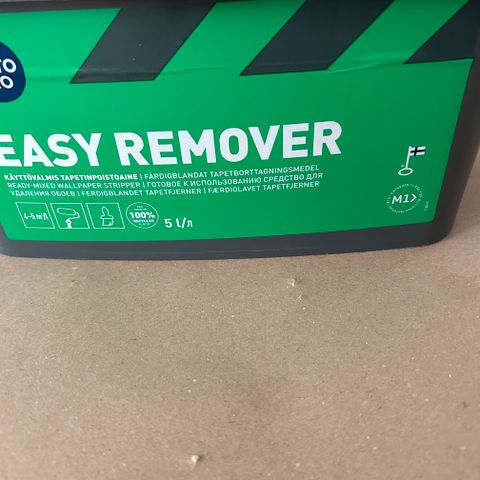 EASY REMOVER
KÄYTTÖVALMIS TAPETINPOISTOAINE | FÄRDIGBLANDAT TAPETBORTTAGNINGSMEDEL
READY-MIXED WALLPAPER STRIPPER | ГОТОВОЕ К ИСПОЛЬЗОВАНИЮ СРЕДСТВО ДЛЯ
УДАЛЕНИЯ ОБОЕВ | FERDIGBLANDET TAPETFJERNER | FÆRDIGLAVET TAPETFJERNER
4–5 m²/l
100%
RECYCLED
5 l/л
M1